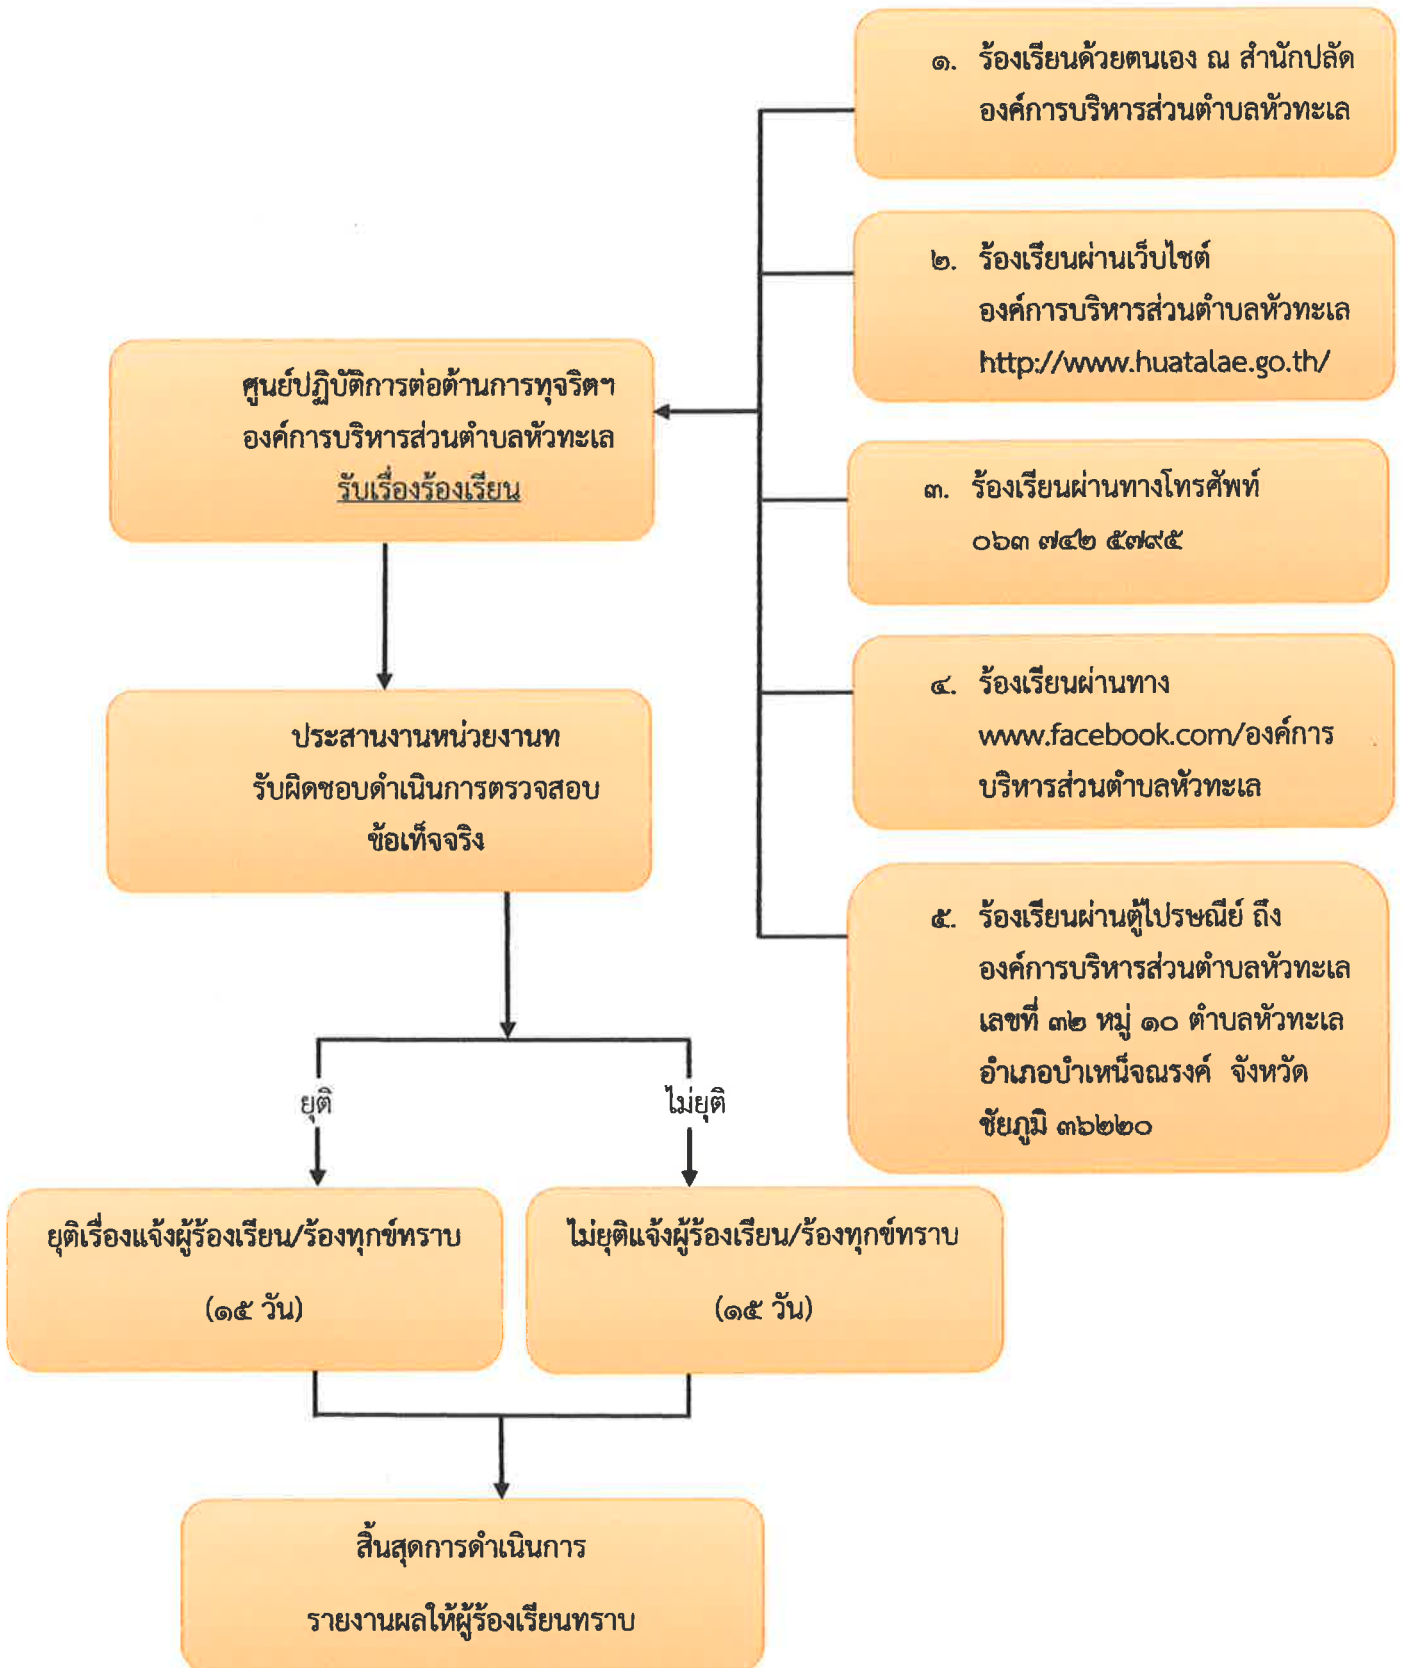 ๑. ร้องเรียนด้วยตนเอง ณ สำนักปลัด
องค์การบริหารส่วนตำบลหัวทะเล
๒. ร้องเรียนผ่านเว็บไซต์
องค์การบริหารส่วนตำบลหัวทะเล
http://www.huatalae.go.th/
๓. ร้องเรียนผ่านทางโทรศัพท์
๐๖๓ ๗๔๒ ๕๗๙๕
๔. ร้องเรียนผ่านทาง
www.facebook.com/องค์การ
บริหารส่วนตำบลหัวทะเล
๕. ร้องเรียนผ่านตู้ไปรษณีย์ ถึง
องค์การบริหารส่วนตำบลหัวทะเล
เลขที่ ๓๒ หมู่ ๑๐ ตำบลหัวทะเล
อำเภอบำเหน็จณรงค์ จังหวัด
ชัยภูมิ ๓๖๒๒๐
ศูนย์ปฏิบัติการต่อต้านการทุจริตฯ
องค์การบริหารส่วนตำบลหัวทะเล
รับเรื่องร้องเรียน
ประสานงานหน่วยงานท
รับผิดชอบดำเนินการตรวจสอบ
ข้อเท็จจริง
ยุติ
ไม่ยุติ
ยุติเรื่องแจ้งผู้ร้องเรียน/ร้องทุกข์ทราบ
(๑๕ วัน)
ไม่ยุติแจ้งผู้ร้องเรียน/ร้องทุกข์ทราบ
(๑๕ วัน)
สิ้นสุดการดำเนินการ
รายงานผลให้ผู้ร้องเรียนทราบ